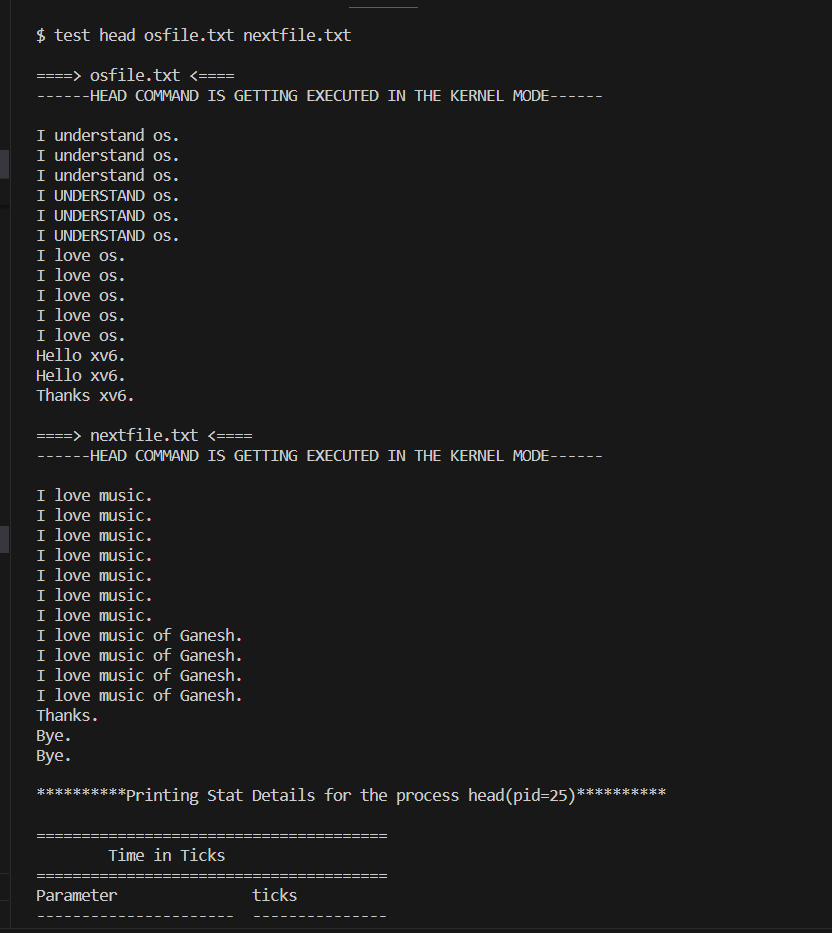 $ test head osfile.txt nextfile.txt
====> osfile.txt <====
------HEAD COMMAND IS GETTING EXECUTED IN THE KERNEL MODE------
I understand os.
I understand os.
I understand os.
I UNDERSTAND os.
I UNDERSTAND os.
I UNDERSTAND os.
I love os.
I love os.
I love os.
I love os.
I love os.
Hello xv6.
Hello xv6.
Thanks xv6.
====> nextfile.txt <====
------HEAD COMMAND IS GETTING EXECUTED IN THE KERNEL MODE------
I love music.
I love music.
I love music.
I love music.
I love music.
I love music.
I love music.
I love music of Ganesh.
I love music of Ganesh.
I love music of Ganesh.
I love music of Ganesh.
Thanks.
Bye.
Bye.
**********Printing Stat Details for the process head(pid=25)**********
=======================================
Time in Ticks
=======================================
Parameter ticks
---------------------- ---------------